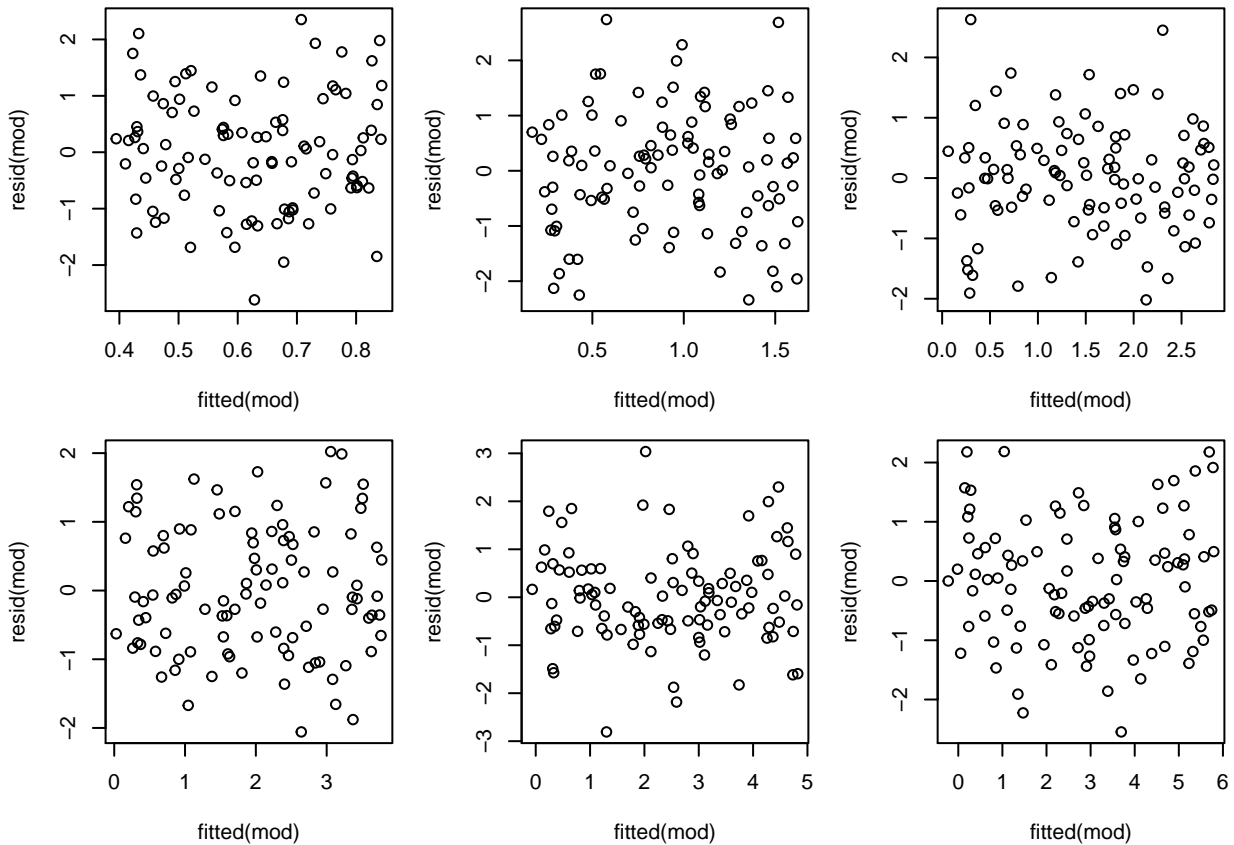 resid(mod)
2
1
0
−1
−2
0.4 0.5 0.6 0.7 0.8
fitted(mod)
resid(mod)
2
1
0
−1
−2
0.5 1.0 1.5
fitted(mod)
resid(mod)
2
1
0
−1
−2
0.0 0.5 1.0 1.5 2.0 2.5
fitted(mod)
resid(mod)
2
1
0
−1
−2
0 1 2 3
fitted(mod)
resid(mod)
3
2
1
0
−1
−2
−3
0 1 2 3 4 5
fitted(mod)
resid(mod)
2
1
0
−1
−2
0 1 2 3 4 5 6
fitted(mod)